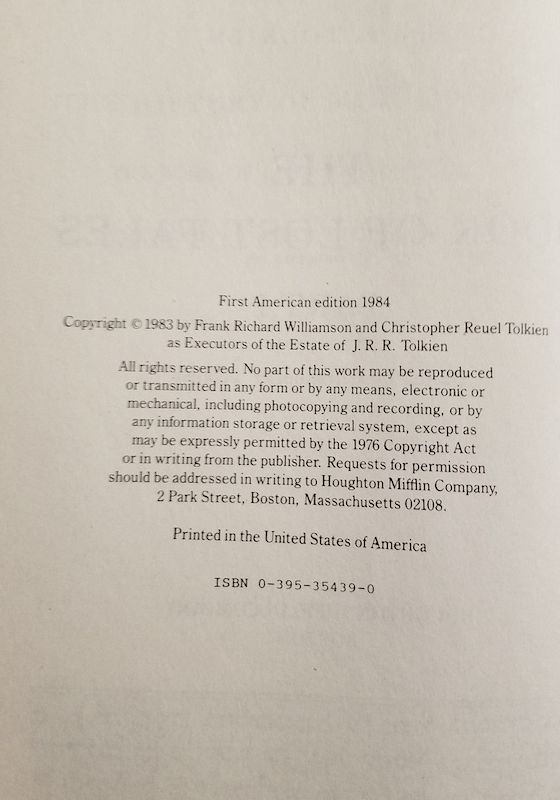 First American edition 1984
Copyright © 1983 by Frank Richard Williamson and Christopher Reuel Tolkien
as Executors of the Estate of J. R. R. Tolkien
All rights reserved. No part of this work may be reproduced
or transmitted in any form or by any means, electronic or
mechanical, including photocopying and recording, or by
any information storage or retrieval system, except as
may be expressly permitted by the 1976 Copyright Act
or in writing from the publisher. Requests for permission
should be addressed in writing to Houghton Mifflin Company,
2 Park Street, Boston, Massachusetts 02108.
Printed in the United States of America
ISBN 0-395-35439-0